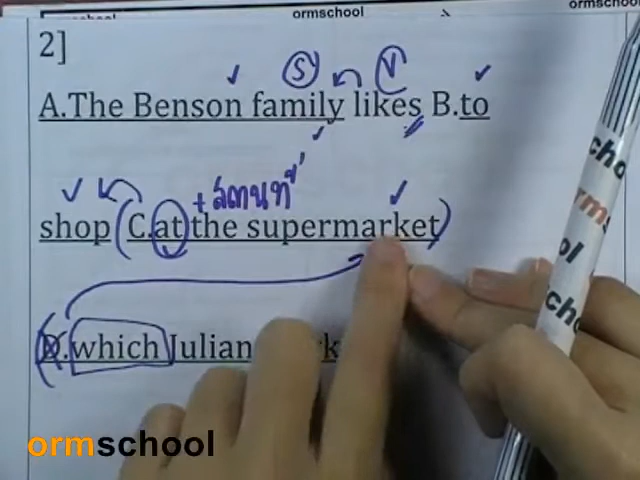 ormschool
ormschool
2]
S V
A.The Benson family likes B.to
+ สถานที่
shop (C.at the supermarket)
(D.which Julian
ormschool